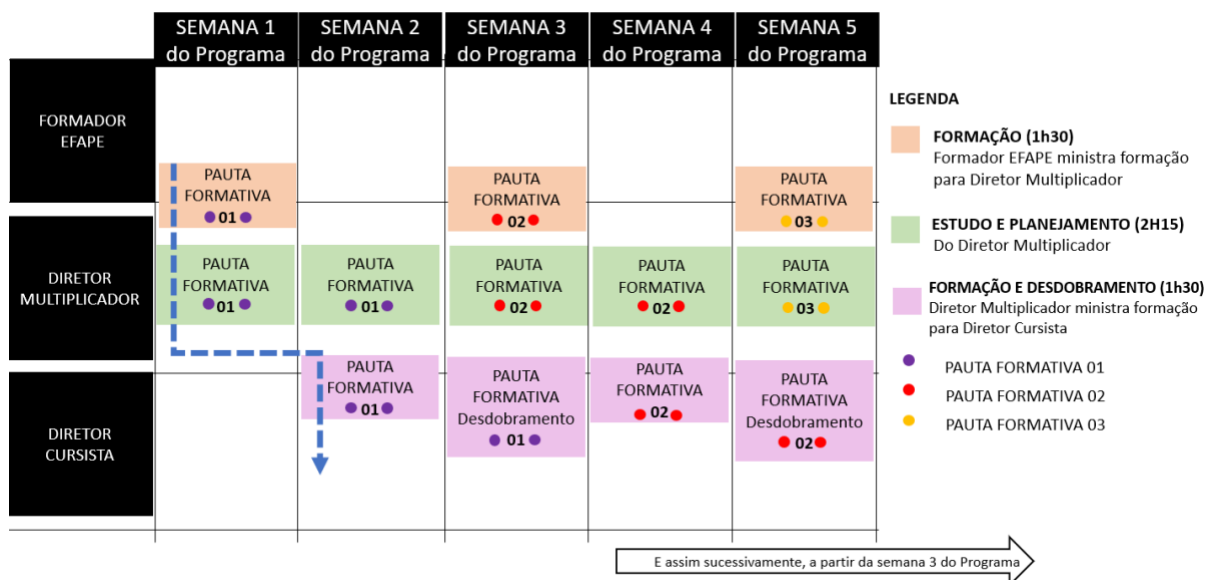 SEMANA 1
do Programa
SEMANA 2
do Programa
SEMANA 3
do Programa
SEMANA 4
do Programa
SEMANA 5
do Programa
FORMADOR
EFAPE
PAUTA
FORMATIVA
01
PAUTA
FORMATIVA
02
PAUTA
FORMATIVA
03
DIRETOR
MULTIPLICADOR
PAUTA
FORMATIVA
01
PAUTA
FORMATIVA
01
PAUTA
FORMATIVA
02
PAUTA
FORMATIVA
02
PAUTA
FORMATIVA
03
DIRETOR
CURSISTA
PAUTA
FORMATIVA
01
PAUTA
FORMATIVA
Desdobramento
01
PAUTA
FORMATIVA
02
PAUTA
FORMATIVA
Desdobramento
02
LEGENDA
FORMAÇÃO (1h30)
Formador EFAPE ministra formação
para Diretor Multiplicador
ESTUDO E PLANEJAMENTO (2H15)
Do Diretor Multiplicador
FORMAÇÃO E DESDOBRAMENTO (1h30)
Diretor Multiplicador ministra formação
para Diretor Cursista
PAUTA FORMATIVA 01
PAUTA FORMATIVA 02
PAUTA FORMATIVA 03
E assim sucessivamente, a partir da semana 3 do Programa